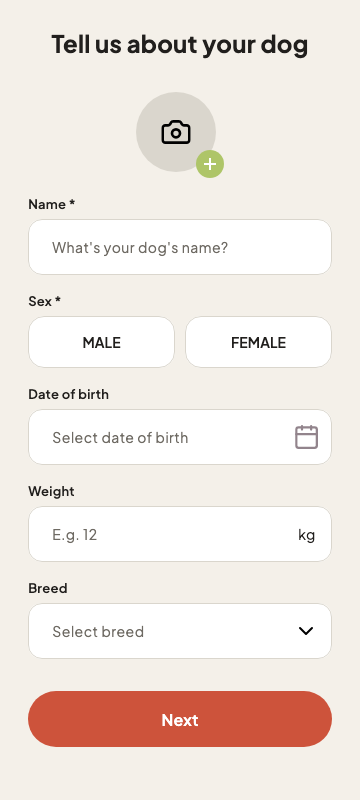 Tell us about your dog
Name *
What's your dog's name?
Sex *
MALE
FEMALE
Date of birth
Select date of birth
Weight
E.g. 12
kg
Breed
Select breed
Next